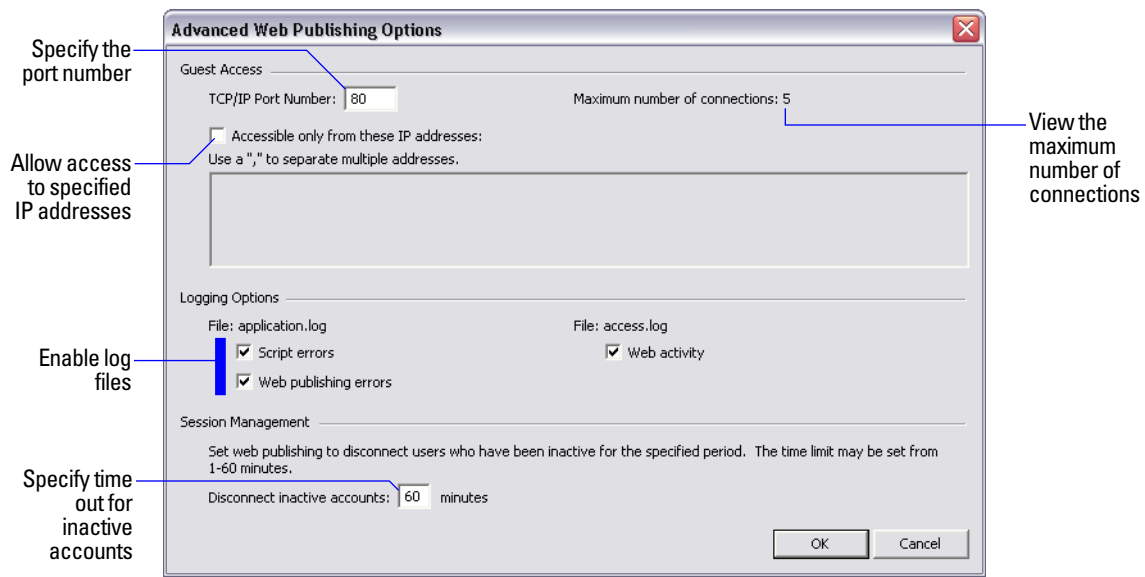 Advanced Web Publishing Options
Specify the
port number
Guest Access
TCP/IP Port Number: 80
Maximum number of connections: 5
View the
maximum
number of
connections
Accessible only from these IP addresses:
Use a "," to separate multiple addresses.
Allow access
to specified
IP addresses
Logging Options
File: application.log
File: access.log
Script errors
Web activity
Web publishing errors
Enable log
files
Session Management
Set web publishing to disconnect users who have been inactive for the specified period. The time limit may be set from
1-60 minutes.
Disconnect inactive accounts: 60 minutes
Specify time
out for
inactive
accounts
OK
Cancel